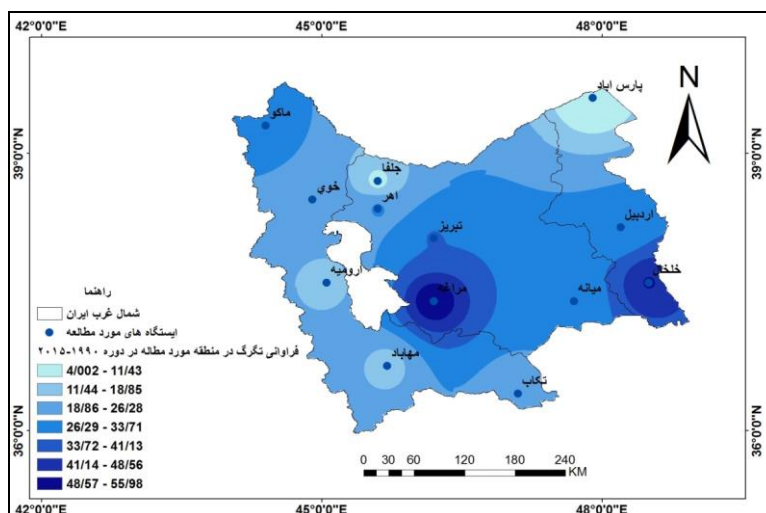 42°0'0"E 45°0'0"E 48°0'0"E
N
پارس اباد
ماکو
39°0'0"N 39°0'0"N
جلفا
خوي
اهر
تبریز
اردبیل
ارومیه
خلخال
مراغه
میانه
مهاباد
تکاب
راهنما
شمال غرب ایران
ایستگاه های مورد مطالعه
فراوانی تگرگ در منطقه مورد مطاله در دوره ۱۹۹۰-۲۰۱۵
4/002 - 11/43
11/44 - 18/85
18/86 - 26/28
26/29 - 33/71
33/72 - 41/13
41/14 - 48/56
48/57 - 55/98
36°0'0"N 36°0'0"N
0 30 60 120 180 240
KM
42°0'0"E 45°0'0"E 48°0'0"E